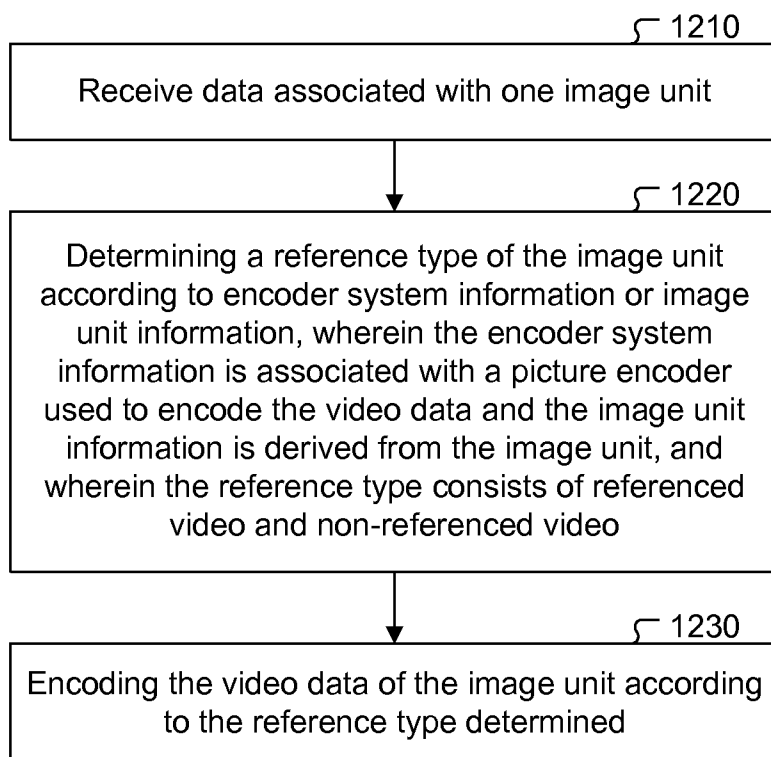 1210
Receive data associated with one image unit
1220
Determining a reference type of the image unit
according to encoder system information or image
unit information, wherein the encoder system
information is associated with a picture encoder
used to encode the video data and the image unit
information is derived from the image unit, and
wherein the reference type consists of referenced
video and non-referenced video
1230
Encoding the video data of the image unit according
to the reference type determined